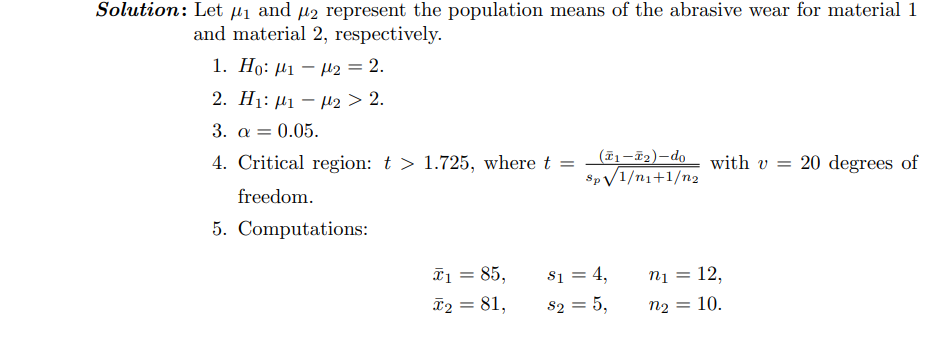 Solution: Let μ₁ and μ₂ represent the population means of the abrasive wear for material 1
and material 2, respectively.
1. H₀: μ₁ − μ₂ = 2.
2. H₁: μ₁ − μ₂ > 2.
3. α = 0.05.
4. Critical region: t > 1.725, where t = (x̄₁−x̄₂)−d₀ / sₚ√1/n₁+1/n₂ with v = 20 degrees of
freedom.
5. Computations:
x̄₁ = 85, s₁ = 4, n₁ = 12,
x̄₂ = 81, s₂ = 5, n₂ = 10.